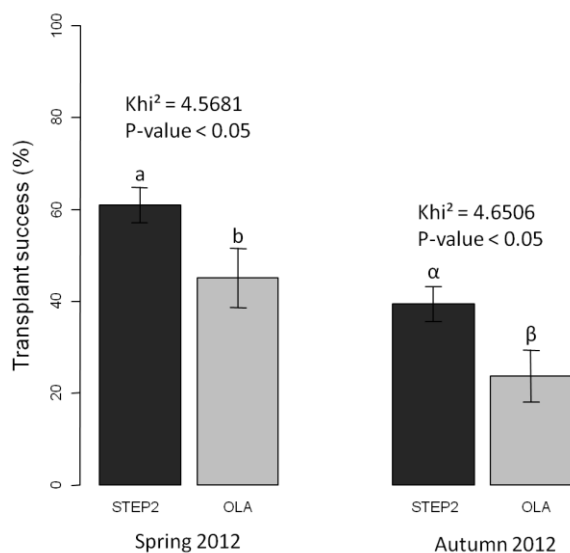 Transplant success (%)
100
80
60
40
20
0
Khi² = 4.5681
P-value < 0.05
a
b
Khi² = 4.6506
P-value < 0.05
α
β
STEP2 OLA STEP2 OLA
Spring 2012 Autumn 2012